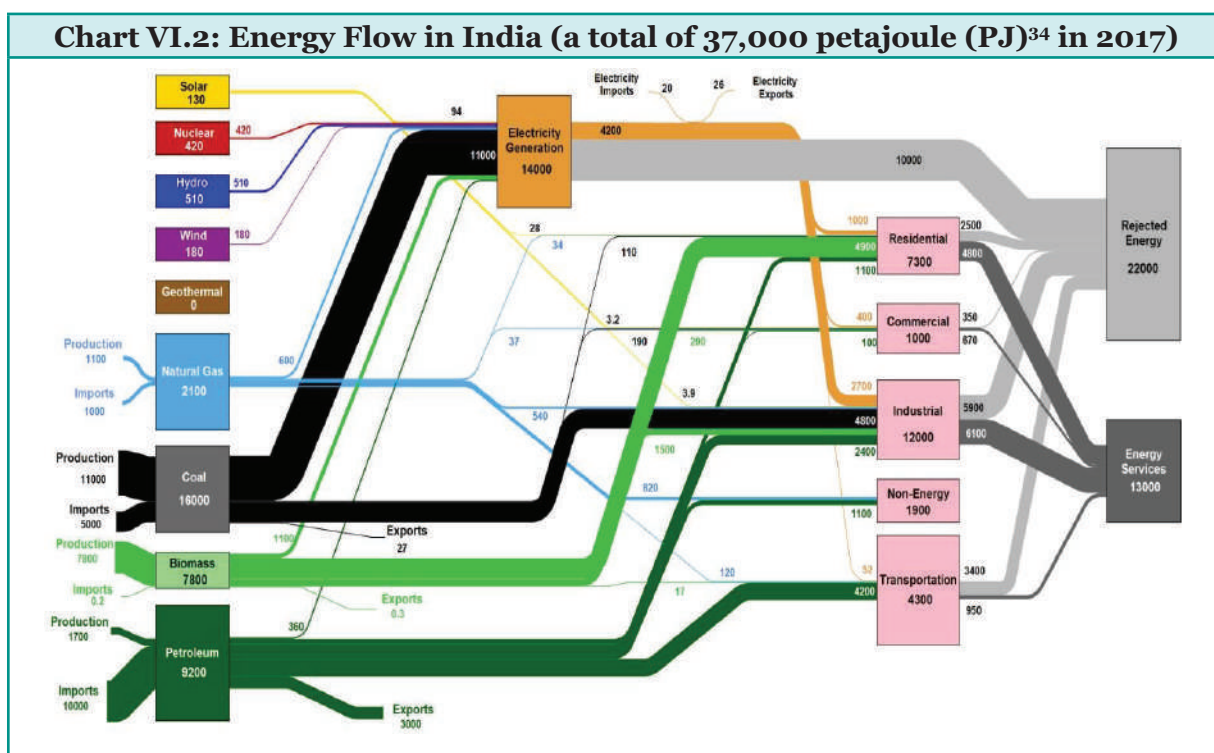 Chart VI.2: Energy Flow in India (a total of 37,000 petajoule (PJ)34 in 2017)
Solar
130
Nuclear
420
420
Hydro
510
510
Wind
180
180
Geothermal
0
Production
1100
Imports
1000
Natural Gas
2100
600
Production
11000
Imports
5000
Coal
16000
Exports
27
Production
7800
Imports
0.2
Biomass
7800
1100
Exports
0.3
Production
1700
Imports
10000
Petroleum
9200
360
Exports
3000
94
11000
Electricity
Generation
14000
4200
Electricity
Imports
20
26
Electricity
Exports
10000
28
34
110
3.2
37
190
290
3.9
540
1500
820
120
17
1000
4900
1100
Residential
7300
2500
4800
400
100
Commercial
1000
350
670
2700
4800
2400
Industrial
12000
5900
6100
1100
Non-Energy
1900
52
4200
Transportation
4300
3400
950
Rejected
Energy
22000
Energy
Services
13000